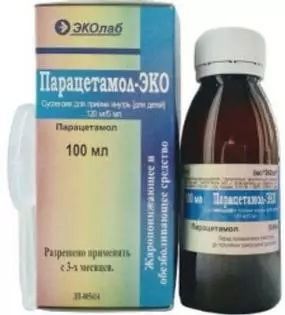 ЭКОлаб
Парацетамол-ЭКО
Суспензия для приема внутрь (для детей)
120 мг/5 мл
Парацетамол
100 мл
Жаропонижающее и
обезболивающее средство
Разрешено применять
с 3-х месяцев.
100 мл
Парацетамол-ЭКО
Парацетамол